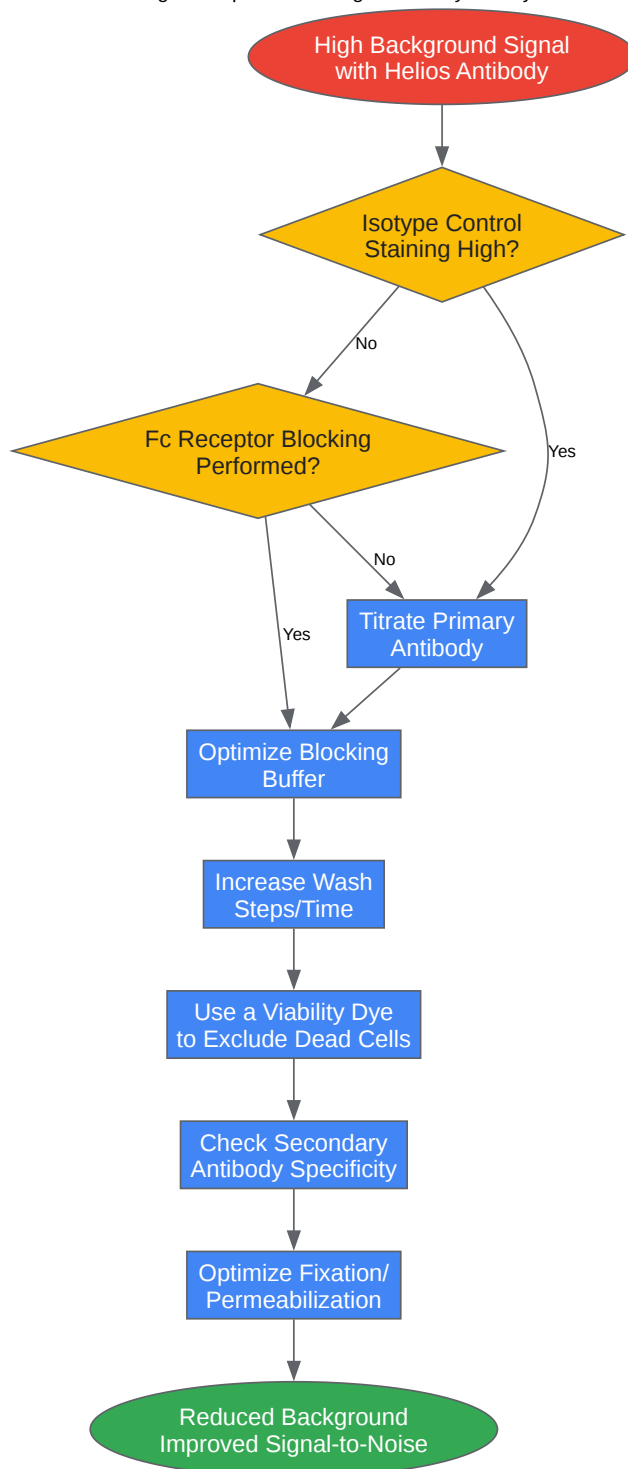 High Background Signal
with Helios Antibody
Isotype Control
Staining High?
No
Yes
Fc Receptor Blocking
Performed?
No
Yes
Titrate Primary
Antibody
Optimize Blocking
Buffer
Increase Wash
Steps/Time
Use a Viability Dye
to Exclude Dead Cells
Check Secondary
Antibody Specificity
Optimize Fixation/
Permeabilization
Reduced Background
Improved Signal-to-Noise